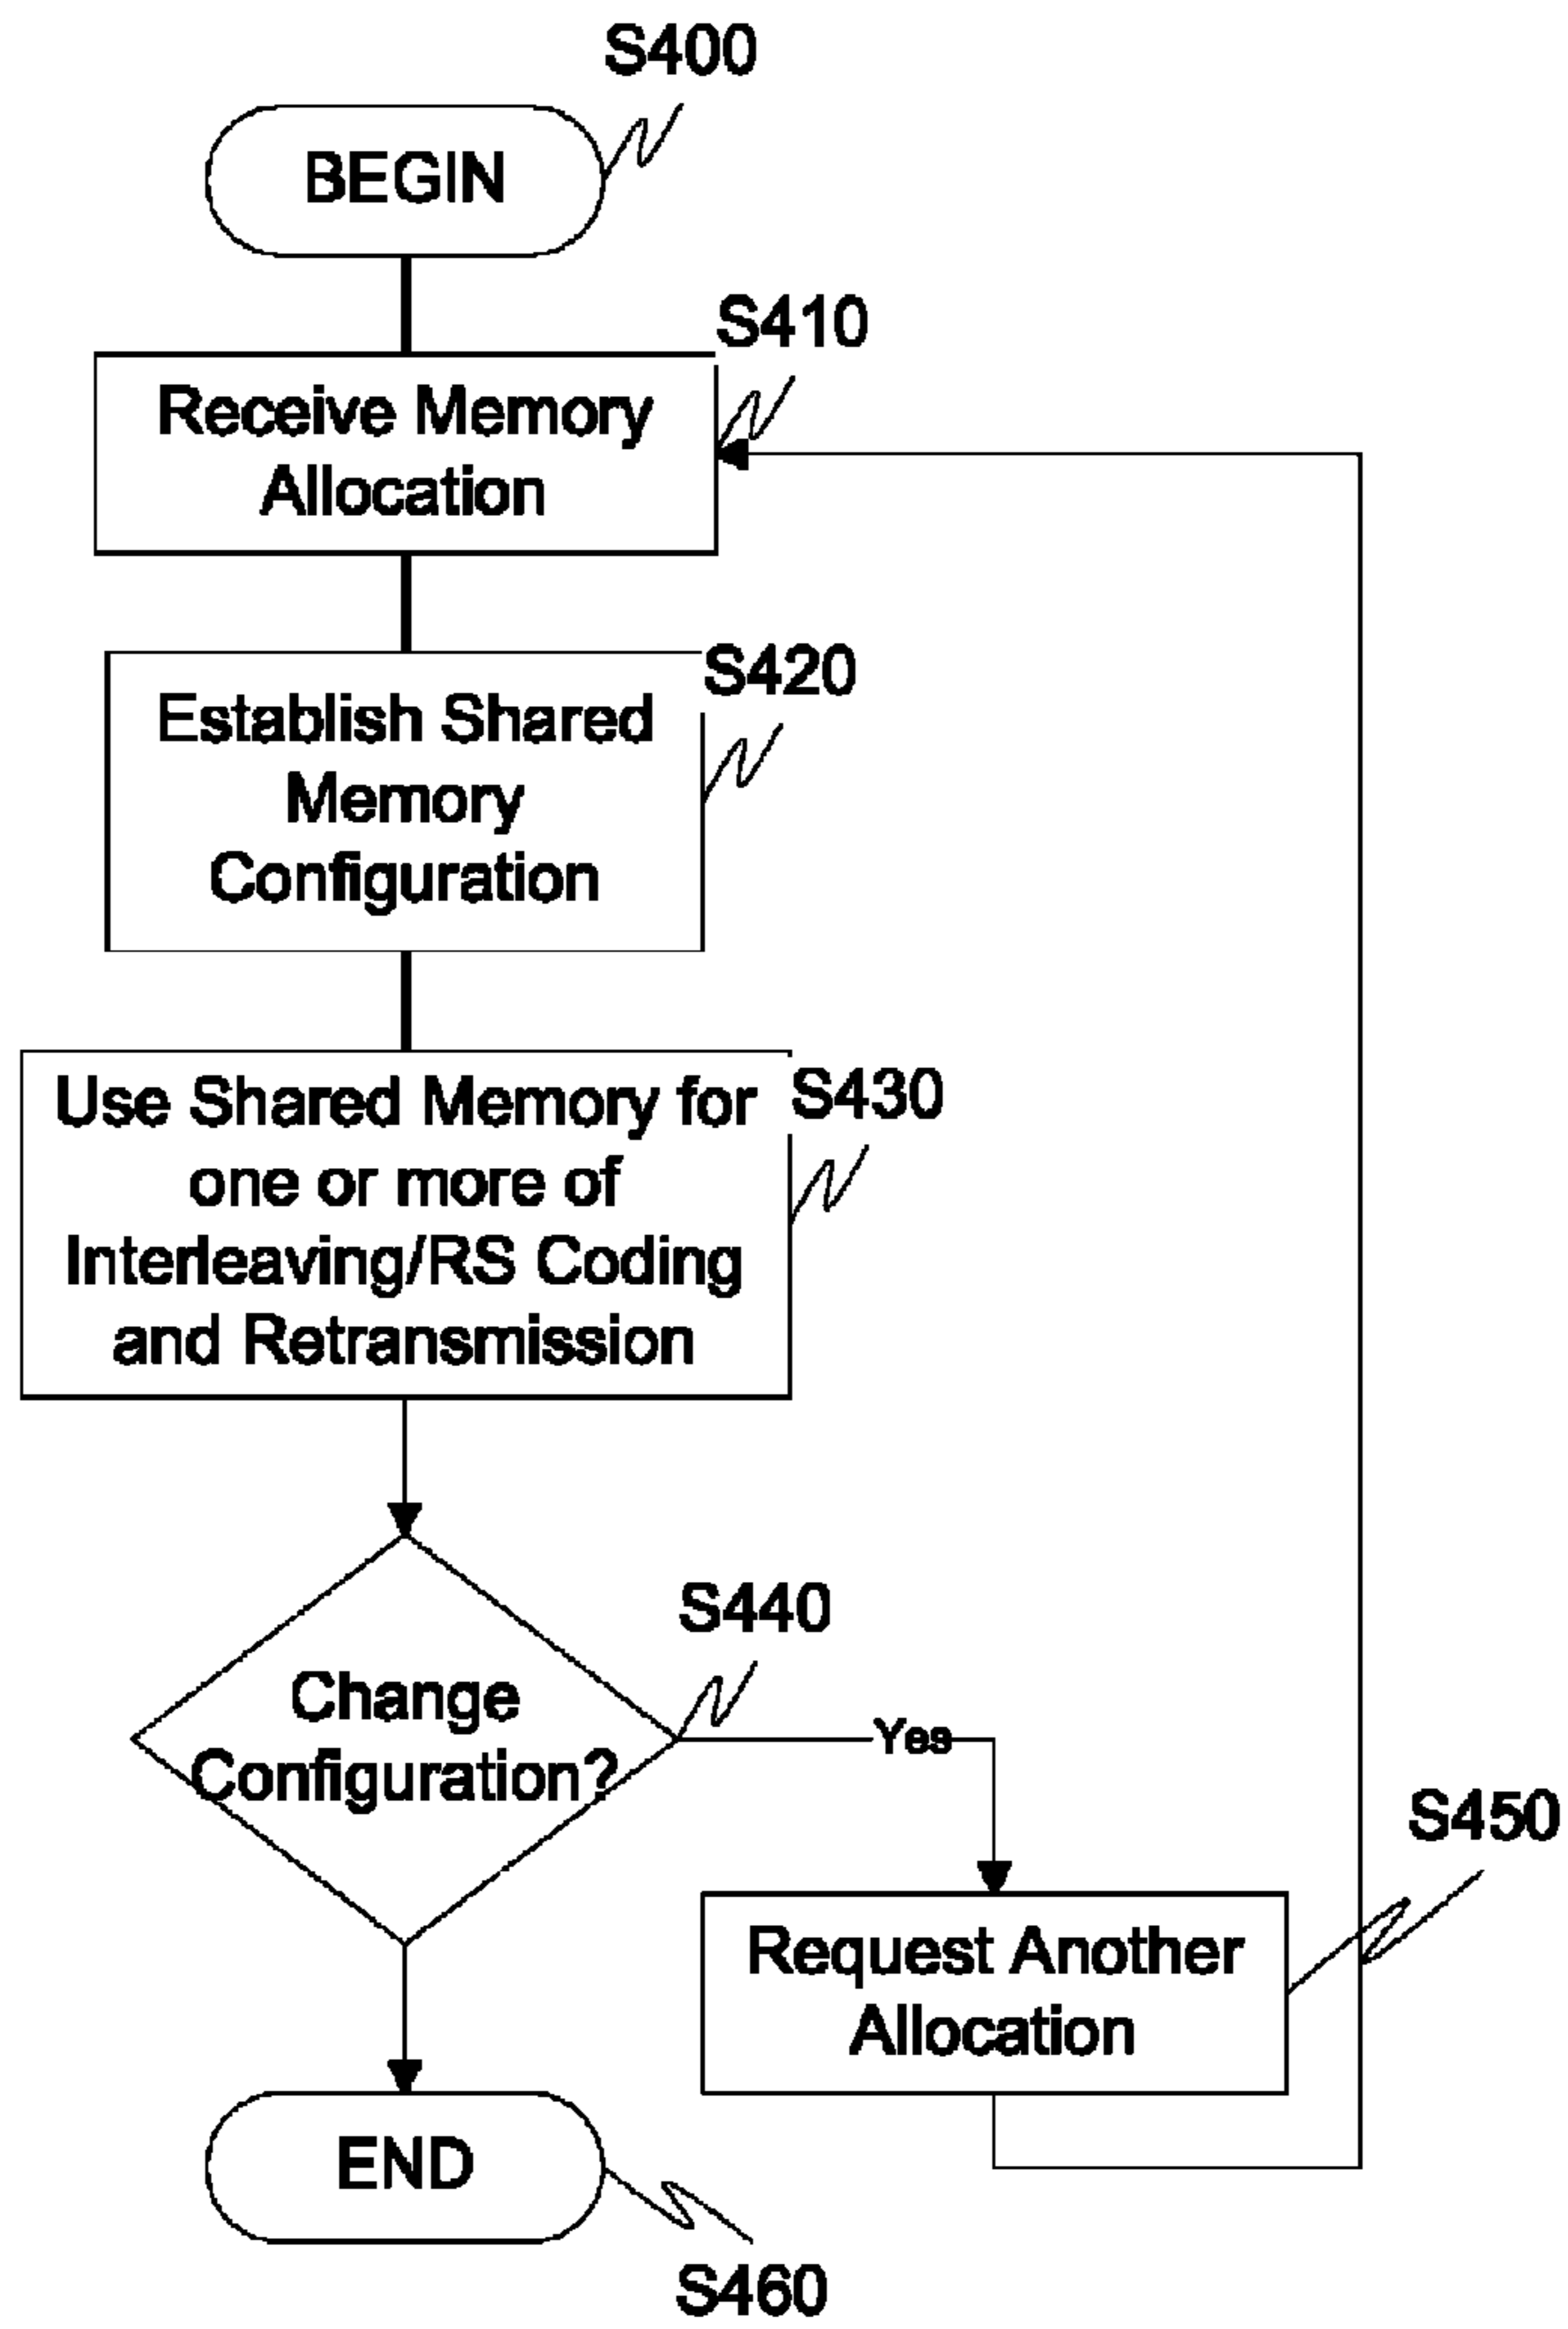 S400
BEGIN
S410
Receive Memory
Allocation
S420
Establish Shared
Memory
Configuration
S430
Use Shared Memory for
one or more of
Interleaving/RS Coding
and Retransmission
S440
Change
Configuration?
Yes
S450
Request Another
Allocation
END
S460